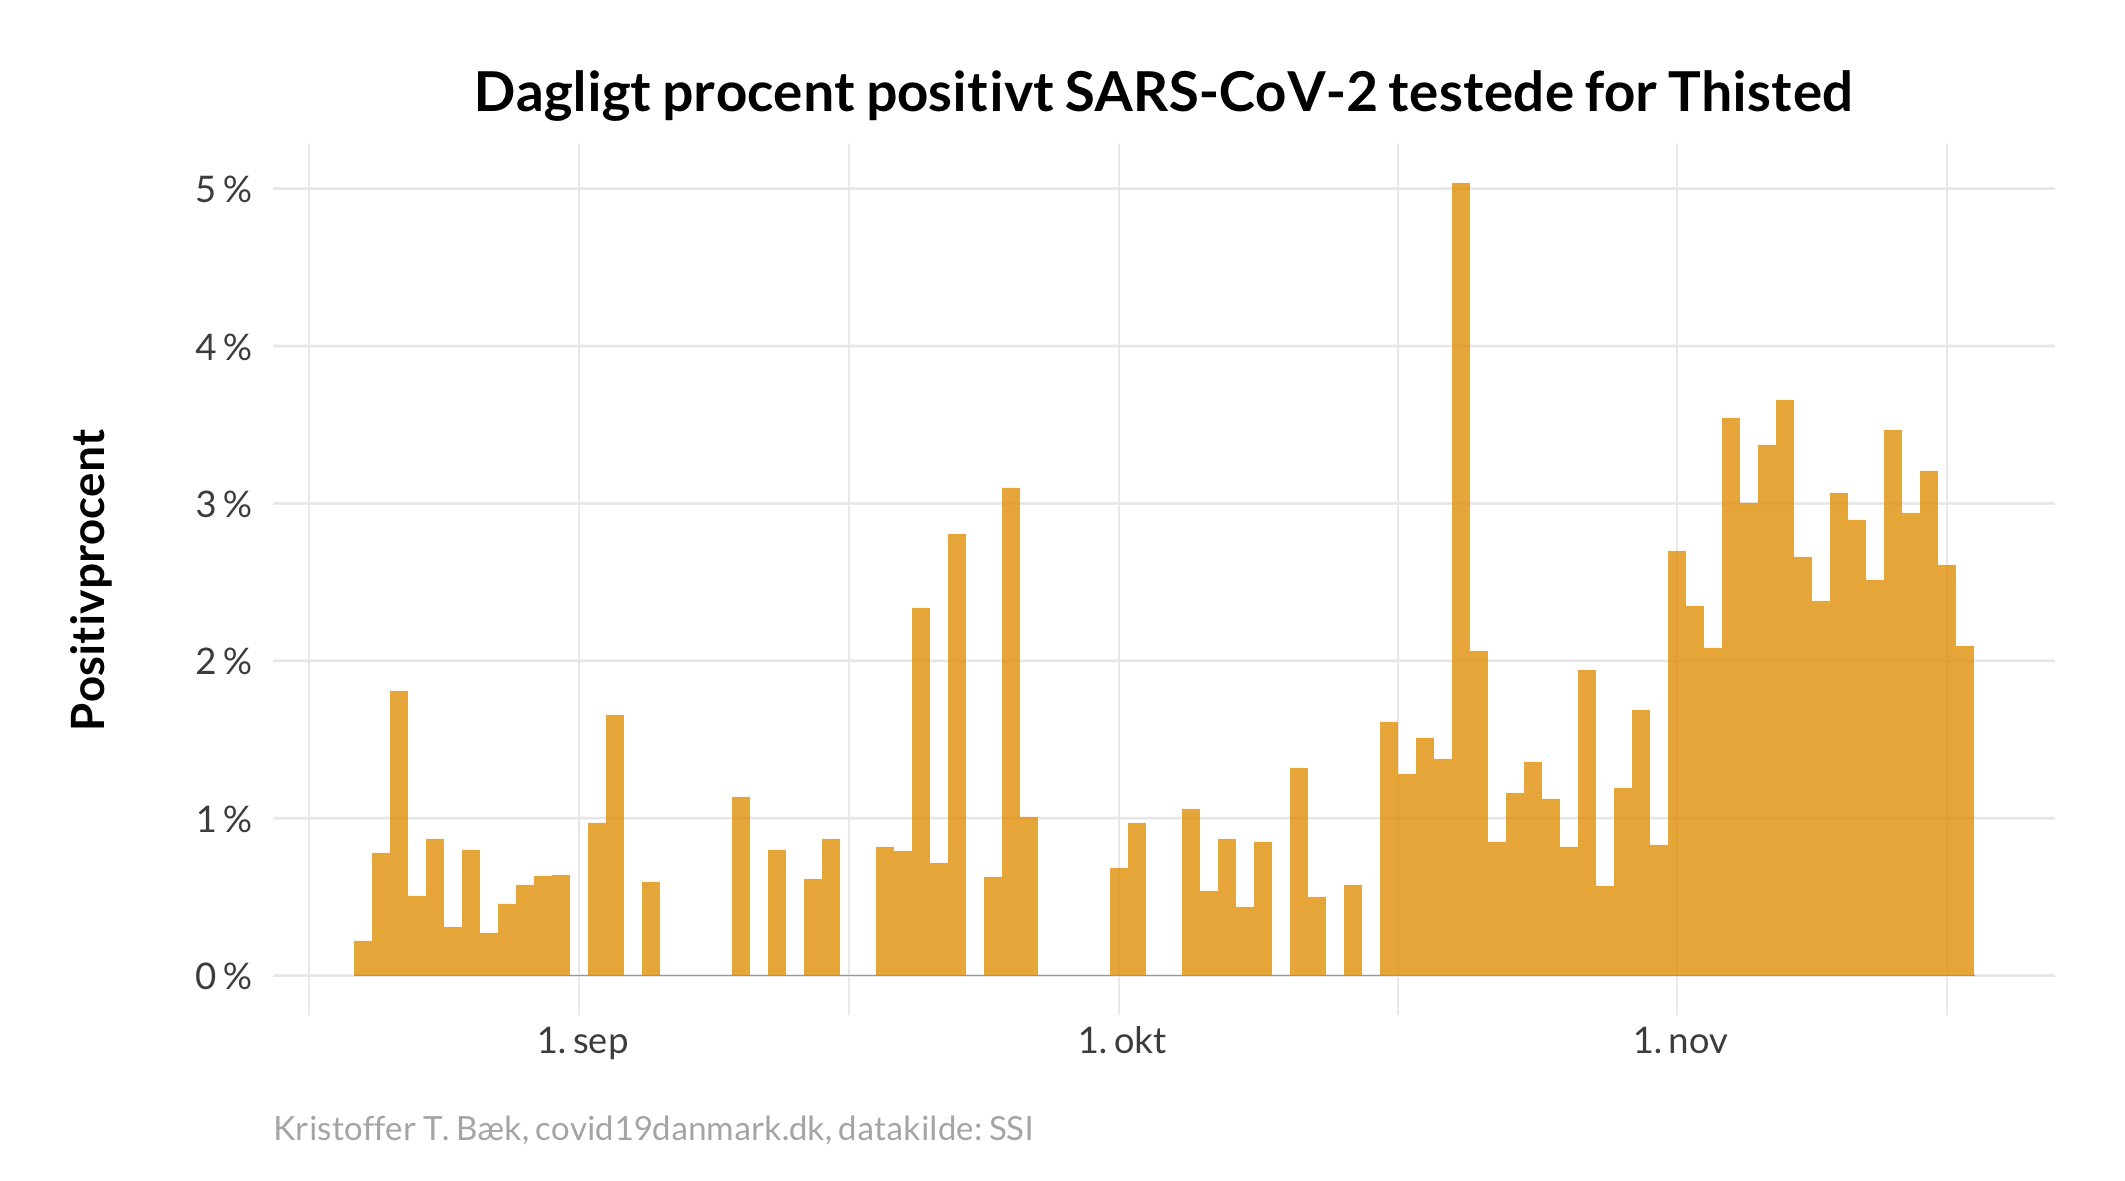 Dagligt procent positivt SARS-CoV-2 testede for Thisted
Positivprocent
5 %
4 %
3 %
2 %
1 %
0 %
1. sep
1. okt
1. nov
Kristoffer T. Bæk, covid19danmark.dk, datakilde: SSI